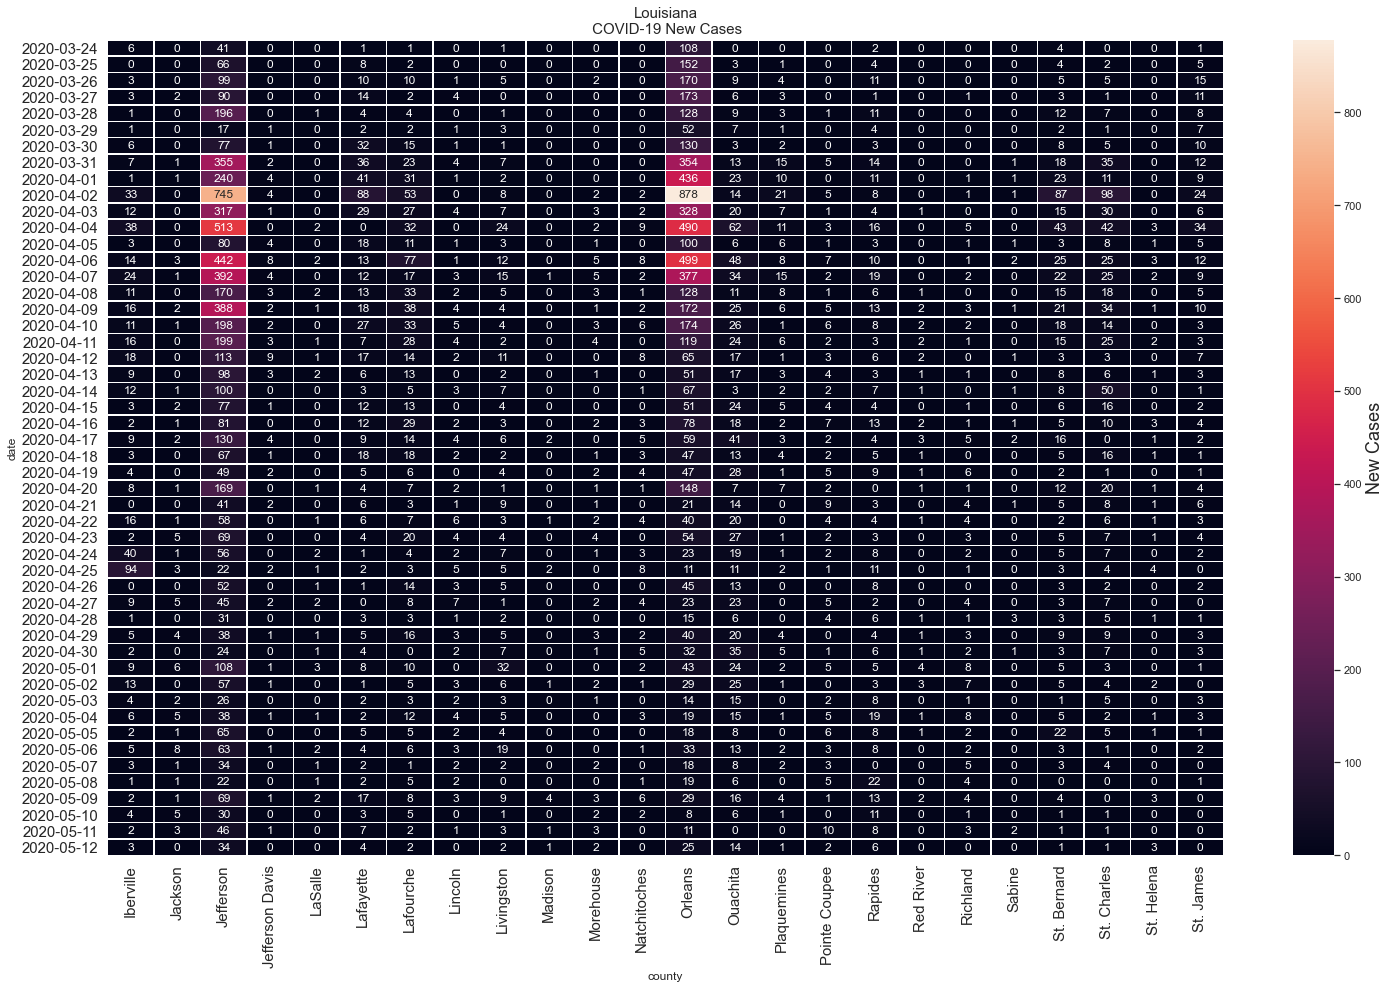 Louisiana
COVID-19 New Cases
2020-03-24 6 0 41 0 0 1 1 0 1 0 0 0 108 0 0 0 2 0 0 0 4 0 0 1
2020-03-25 0 0 66 0 0 8 2 0 0 0 0 0 152 3 1 0 4 0 0 0 4 2 0 5
2020-03-26 3 0 99 0 0 10 10 1 5 0 2 0 170 9 4 0 11 0 0 0 5 5 0 15
2020-03-27 3 2 90 0 0 14 2 4 0 0 0 0 173 6 3 0 1 0 1 0 3 1 0 11
2020-03-28 1 0 196 0 1 4 4 0 1 0 0 0 128 9 3 1 11 0 0 0 12 7 0 8
2020-03-29 1 0 17 1 0 2 2 1 3 0 0 0 52 7 1 0 4 0 0 0 2 1 0 7
2020-03-30 6 0 77 1 0 32 15 1 1 0 0 0 130 3 2 0 3 0 0 0 8 5 0 10
2020-03-31 7 1 355 2 0 36 23 4 7 0 0 0 354 13 15 5 14 0 0 1 18 35 0 12
2020-04-01 1 1 240 4 0 41 31 1 2 0 0 0 436 23 10 0 11 0 1 1 23 11 0 9
2020-04-02 33 0 745 4 0 88 53 0 8 0 2 2 878 14 21 5 8 0 1 1 87 98 0 24
2020-04-03 12 0 317 1 0 29 27 4 7 0 3 2 328 20 7 1 4 1 0 0 15 30 0 6
2020-04-04 38 0 513 0 2 0 32 0 24 0 2 9 490 62 11 3 16 0 5 0 43 42 3 34
2020-04-05 3 0 80 4 0 18 11 1 3 0 1 0 100 6 6 1 3 0 1 1 3 8 1 5
2020-04-06 14 3 442 8 2 13 77 1 12 0 5 8 499 48 8 7 10 0 1 2 25 25 3 12
2020-04-07 24 1 392 4 0 12 17 3 15 1 5 2 377 34 15 2 19 0 2 0 22 25 2 9
2020-04-08 11 0 170 3 2 13 33 2 5 0 3 1 128 11 8 1 6 1 0 0 15 18 0 5
2020-04-09 16 2 388 2 1 18 38 4 4 0 1 2 172 25 6 5 13 2 3 1 21 34 1 10
2020-04-10 11 1 198 2 0 27 33 5 4 0 3 6 174 26 1 6 8 2 2 0 18 14 0 3
2020-04-11 16 0 199 3 1 7 28 4 2 0 4 0 119 24 6 2 3 2 1 0 15 25 2 3
2020-04-12 18 0 113 9 1 17 14 2 11 0 0 8 65 17 1 3 6 2 0 1 3 3 0 7
2020-04-13 9 0 98 3 2 6 13 0 2 0 1 0 51 17 3 4 3 1 1 0 8 6 1 3
2020-04-14 12 1 100 0 0 3 5 3 7 0 0 1 67 3 2 2 7 1 0 1 8 50 0 1
2020-04-15 3 2 77 1 0 12 13 0 4 0 0 0 51 24 5 4 4 0 1 0 6 16 0 2
2020-04-16 2 1 81 0 0 12 29 2 3 0 2 3 78 18 2 7 13 2 1 1 5 10 3 4
2020-04-17 9 2 130 4 0 9 14 4 6 2 0 5 59 41 3 2 4 3 5 2 16 0 1 2
2020-04-18 3 0 67 1 0 18 18 2 2 0 1 3 47 13 4 2 5 1 0 0 5 16 1 1
2020-04-19 4 0 49 2 0 5 6 0 4 0 2 4 47 28 1 5 9 1 6 0 2 1 0 1
2020-04-20 8 1 169 0 1 4 7 2 1 0 1 1 148 7 7 2 0 1 1 0 12 20 1 4
2020-04-21 0 0 41 2 0 6 3 1 9 0 1 0 21 14 0 9 3 0 4 1 5 8 1 6
2020-04-22 16 1 58 0 1 6 7 6 3 1 2 4 40 20 0 4 4 1 4 0 2 6 1 3
2020-04-23 2 5 69 0 0 4 20 4 4 0 4 0 54 27 1 2 3 0 3 0 5 7 1 4
2020-04-24 40 1 56 0 2 1 4 2 7 0 1 3 23 19 1 2 8 0 2 0 5 7 0 2
2020-04-25 94 3 22 2 1 2 3 5 5 2 0 8 11 11 2 1 11 0 1 0 3 4 4 0
2020-04-26 0 0 52 0 1 1 14 3 5 0 0 0 45 13 0 0 8 0 0 0 3 2 0 2
2020-04-27 9 5 45 2 2 0 8 7 1 0 2 4 23 23 0 5 2 0 4 0 3 7 0 0
2020-04-28 1 0 31 0 0 3 3 1 2 0 0 0 15 6 0 4 6 1 1 3 3 5 1 1
2020-04-29 5 4 38 1 1 5 16 3 5 0 3 2 40 20 4 0 4 1 3 0 9 9 0 3
2020-04-30 2 0 24 0 1 4 0 2 7 0 1 5 32 35 5 1 6 1 2 1 3 7 0 3
2020-05-01 9 6 108 1 3 8 10 0 32 0 0 2 43 24 2 5 5 4 8 0 5 3 0 1
2020-05-02 13 0 57 1 0 1 5 3 6 1 2 1 29 25 1 0 3 3 7 0 5 4 2 0
2020-05-03 4 2 26 0 0 2 3 2 3 0 1 0 14 15 0 2 8 0 1 0 1 5 0 3
2020-05-04 6 5 38 1 1 2 12 4 5 0 0 3 19 15 1 5 19 1 8 0 5 2 1 3
2020-05-05 2 1 65 0 0 5 5 2 4 0 0 0 18 8 0 6 8 1 2 0 22 5 1 1
2020-05-06 5 8 63 1 2 4 6 3 19 0 0 1 33 13 2 3 8 0 2 0 3 1 0 2
2020-05-07 3 1 34 0 1 2 1 2 2 0 2 0 18 8 2 3 0 0 5 0 3 4 0 0
2020-05-08 1 1 22 0 1 2 5 2 0 0 0 1 19 6 0 5 22 0 4 0 0 0 0 1
2020-05-09 2 1 69 1 2 17 8 3 9 4 3 6 29 16 4 1 13 2 4 0 4 0 3 0
2020-05-10 4 5 30 0 0 3 5 0 1 0 2 2 8 6 1 0 11 0 1 0 1 1 0 0
2020-05-11 2 3 46 1 0 7 2 1 3 1 3 0 11 0 0 10 8 0 3 2 1 1 0 0
2020-05-12 3 0 34 0 0 4 2 0 2 1 2 0 25 14 1 2 6 0 0 0 1 1 3 0
date
Iberville Jackson Jefferson Jefferson Davis LaSalle Lafayette Lafourche Lincoln Livingston Madison Morehouse Natchitoches Orleans Ouachita Plaquemines Pointe Coupee Rapides Red River Richland Sabine St. Bernard St. Charles St. Helena St. James
county
800
700
600
500
400
300
200
100
0
New Cases